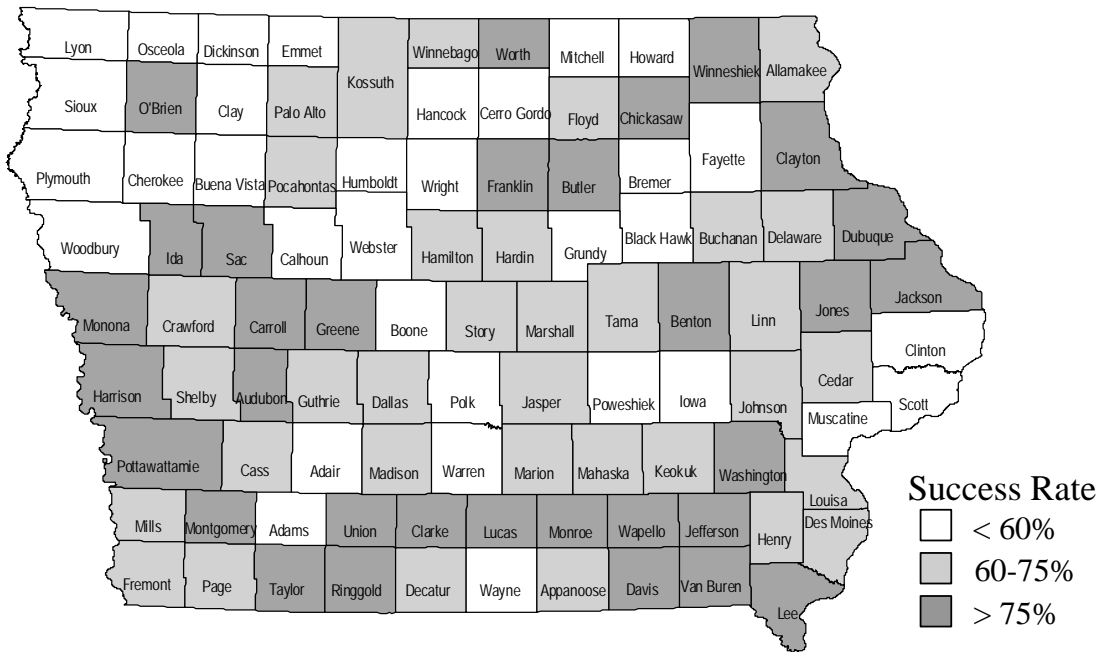 Lyon Osceola Dickinson Emmet Kossuth Winnebago Worth Mitchell Howard Winneshiek Allamakee
Sioux O'Brien Clay Palo Alto Hancock Cerro Gordo Floyd Chickasaw
Plymouth Cherokee Buena Vista Pocahontas Humboldt Wright Franklin Butler Bremer Fayette Clayton
Woodbury Ida Sac Calhoun Webster Hamilton Hardin Grundy Black Hawk Buchanan Delaware Dubuque
Monona Crawford Carroll Greene Boone Story Marshall Tama Benton Linn Jones Jackson
Clinton
Harrison Shelby Audubon Guthrie Dallas Polk Jasper Poweshiek Iowa Johnson Cedar Scott
Muscatine
Pottawattamie Cass Adair Madison Warren Marion Mahaska Keokuk Washington
Louisa
Mills Montgomery Adams Union Clarke Lucas Monroe Wapello Jefferson Henry Des Moines
Fremont Page Taylor Ringgold Decatur Wayne Appanoose Davis Van Buren
Lee
Success Rate
< 60%
60-75%
> 75%